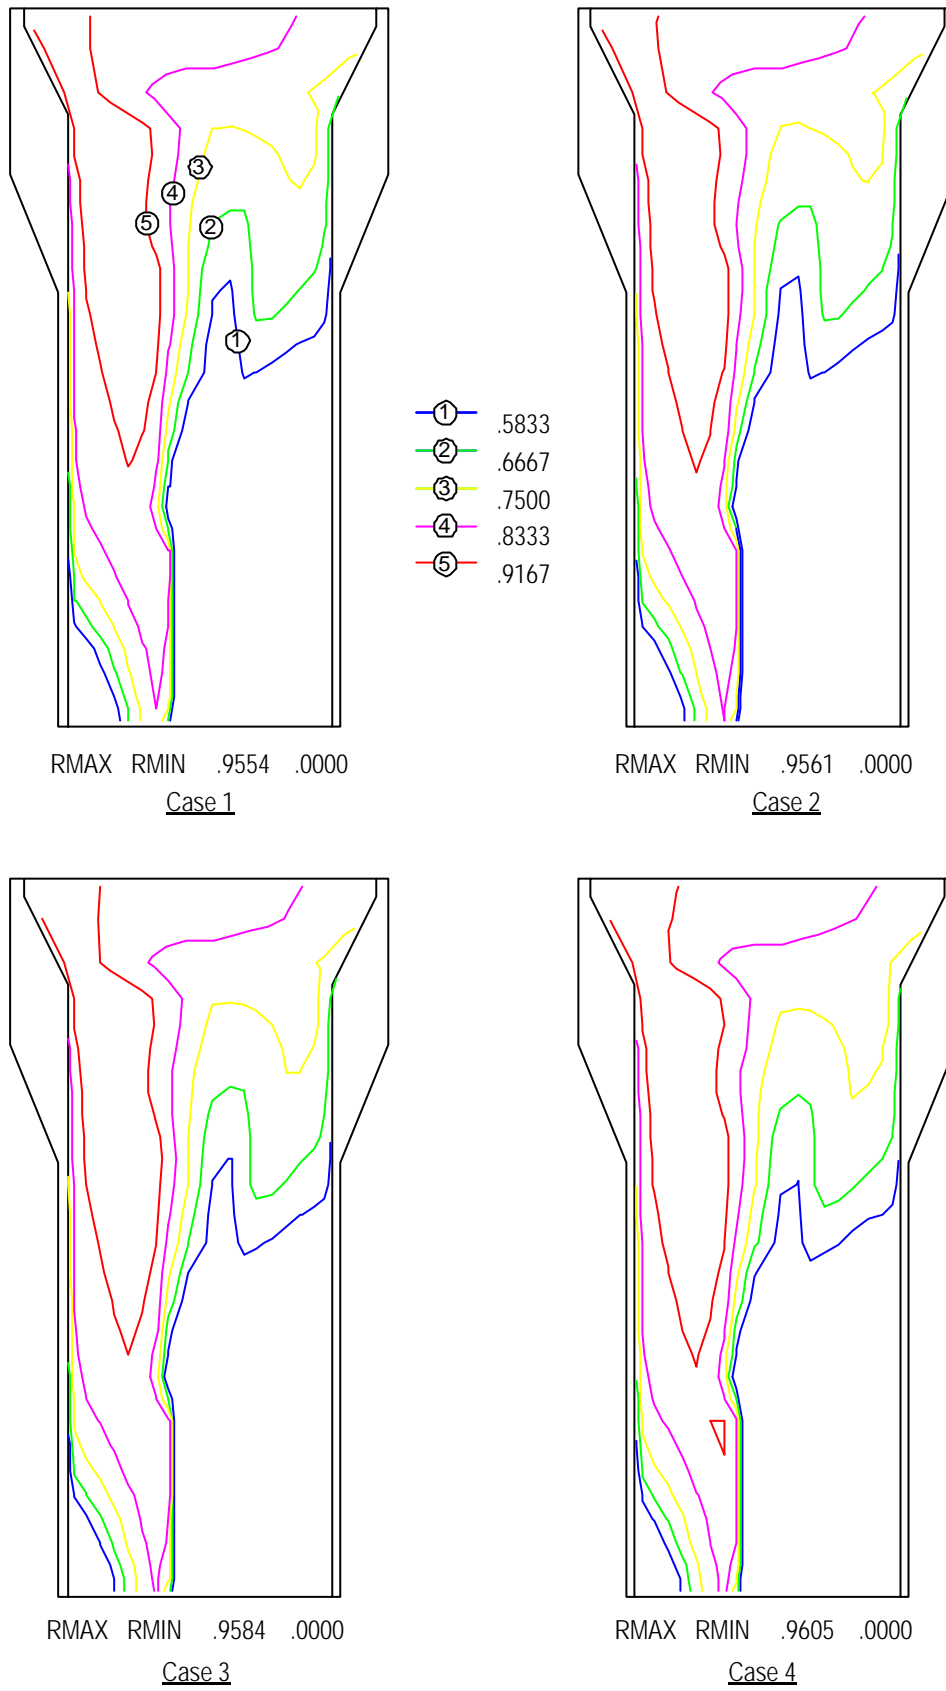 3
4
5
2
1
1 .5833
2 .6667
3 .7500
4 .8333
5 .9167
RMAX RMIN .9554 .0000
Case 1
RMAX RMIN .9561 .0000
Case 2
RMAX RMIN .9584 .0000
Case 3
RMAX RMIN .9605 .0000
Case 4